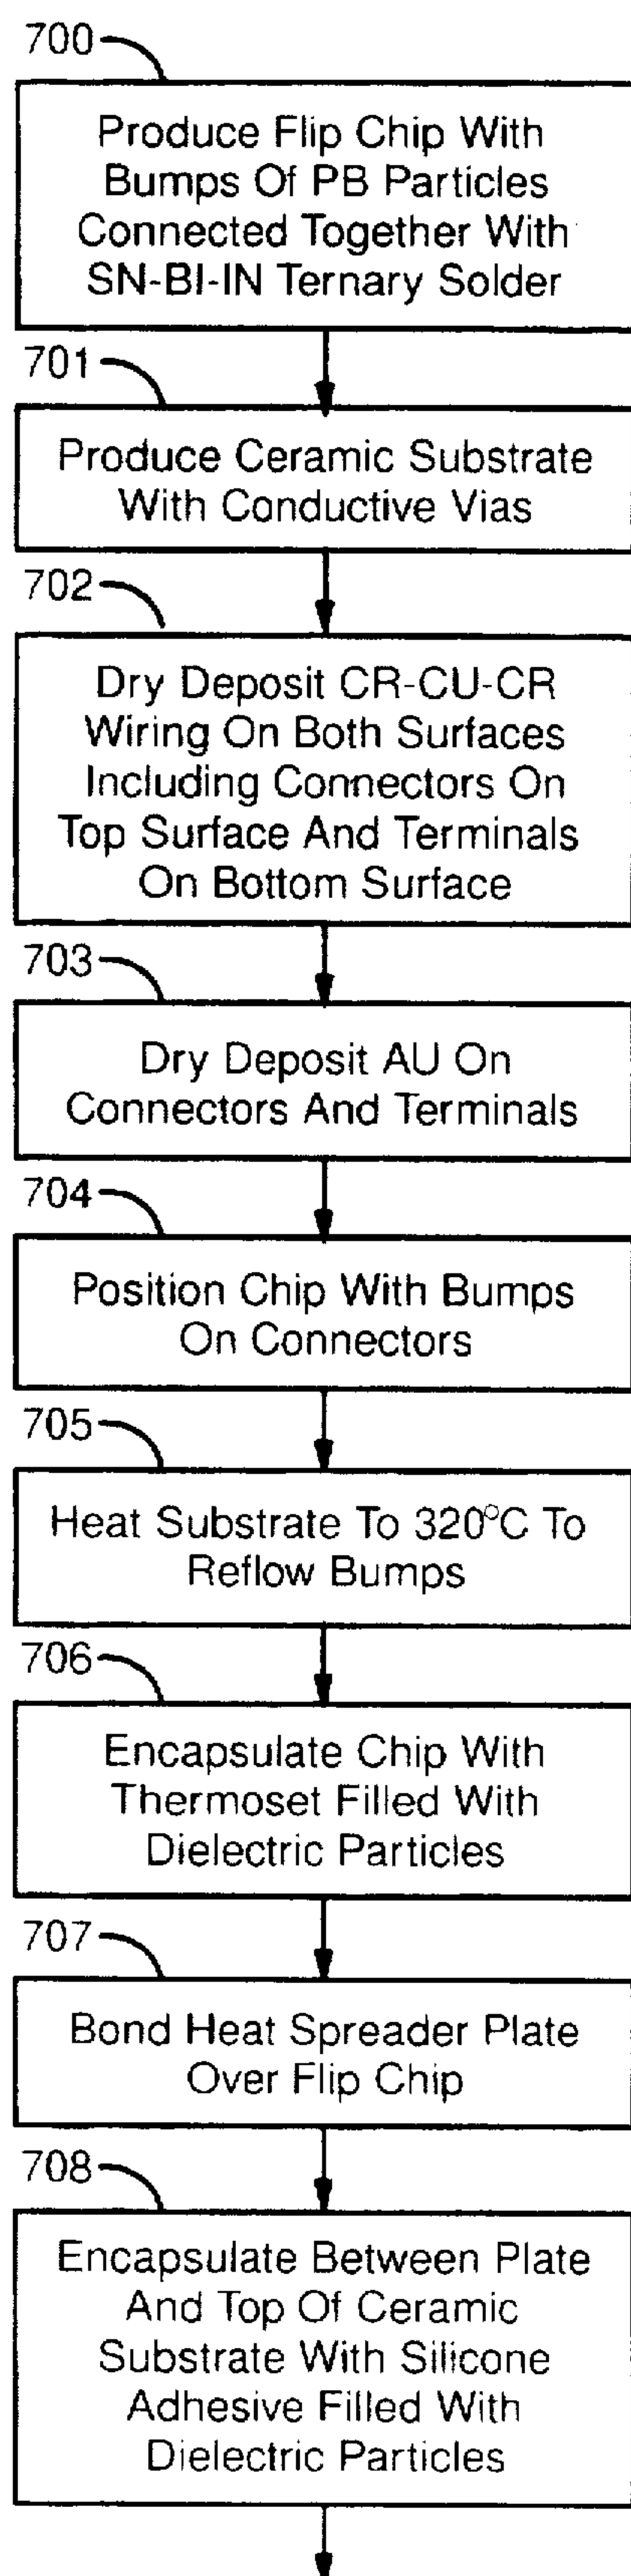 700
Produce Flip Chip With
Bumps Of PB Particles
Connected Together With
SN-BI-IN Ternary Solder
701
Produce Ceramic Substrate
With Conductive Vias
702
Dry Deposit CR-CU-CR
Wiring On Both Surfaces
Including Connectors On
Top Surface And Terminals
On Bottom Surface
703
Dry Deposit AU On
Connectors And Terminals
704
Position Chip With Bumps
On Connectors
705
Heat Substrate To 320°C To
Reflow Bumps
706
Encapsulate Chip With
Thermoset Filled With
Dielectric Particles
707
Bond Heat Spreader Plate
Over Flip Chip
708
Encapsulate Between Plate
And Top Of Ceramic
Substrate With Silicone
Adhesive Filled With
Dielectric Particles